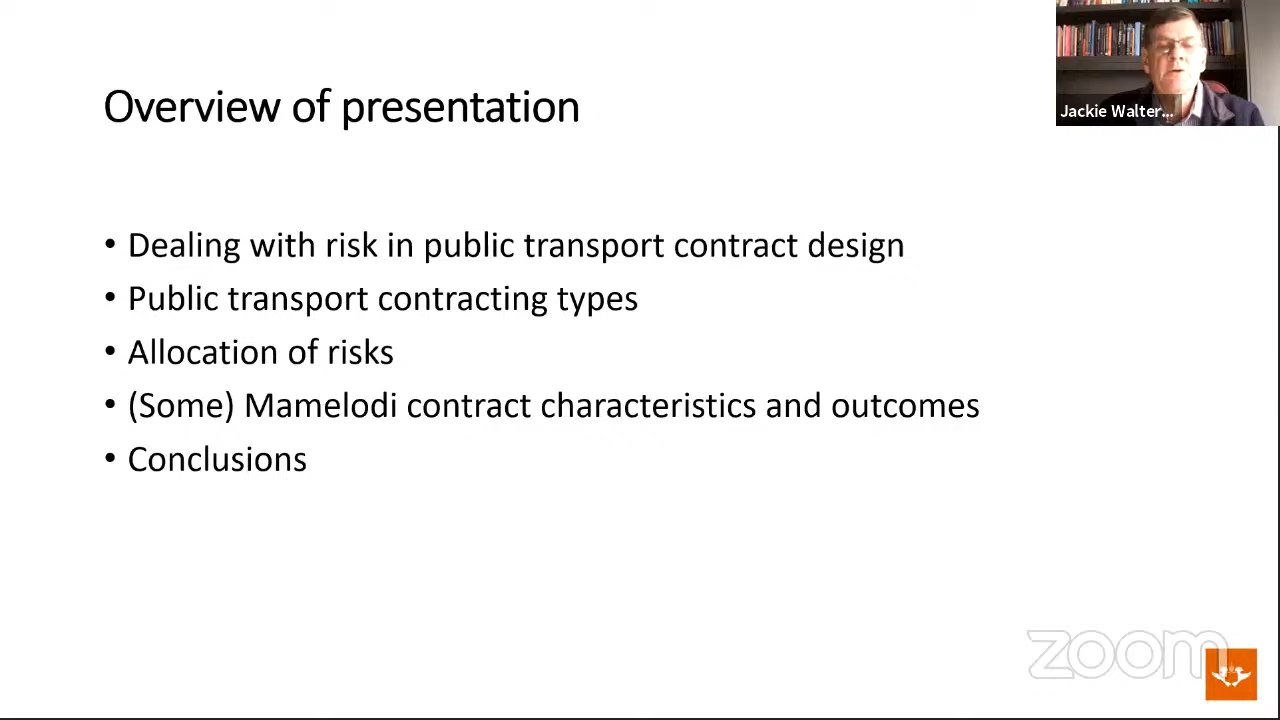 Overview of presentation
Jackie Walter...
• Dealing with risk in public transport contract design
• Public transport contracting types
• Allocation of risks
• (Some) Mamelodi contract characteristics and outcomes
• Conclusions
zoom